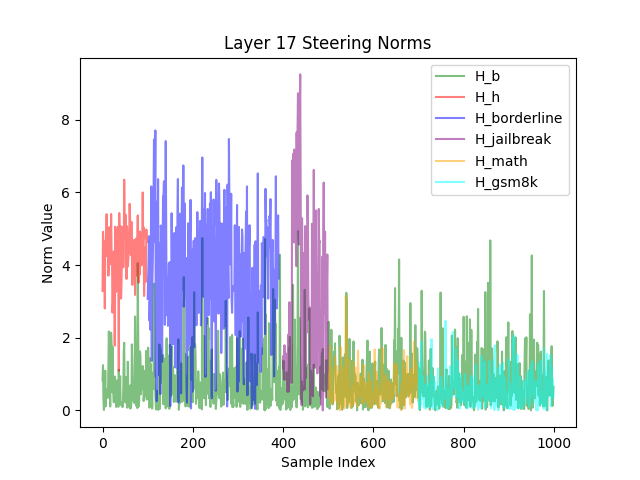 Layer 17 Steering Norms
H_b
H_h
H_borderline
H_jailbreak
H_math
H_gsm8k
Norm Value
8
6
4
2
0
0
200
400
600
800
1000
Sample Index